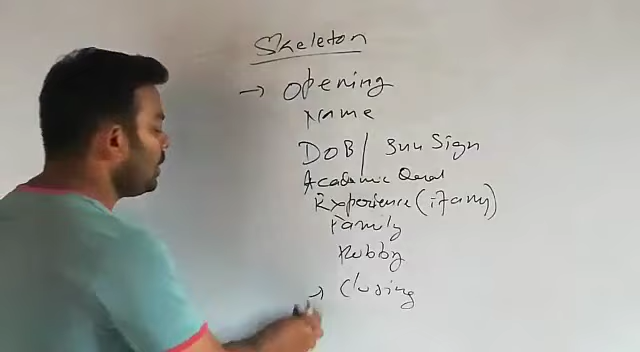 Skeleton
→ Opening
Name
DOB / Sun Sign
Academic Qual
Experience (if any)
Family
Hobby
→ Closing